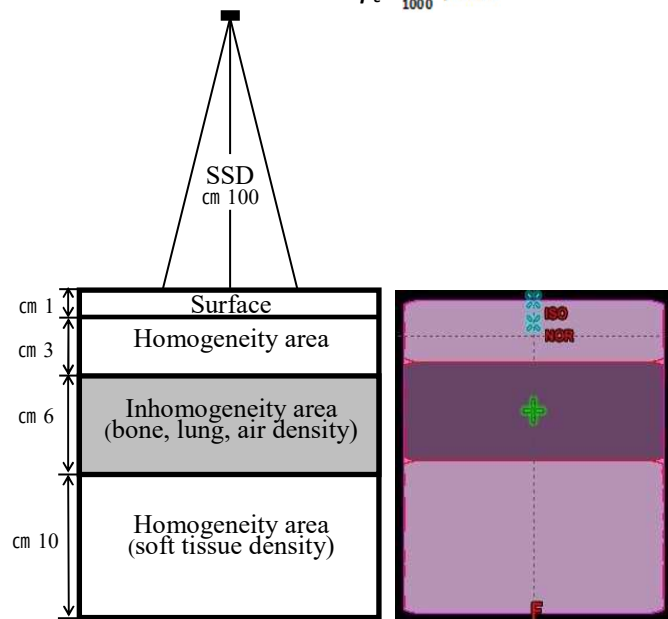 1000
SSD
cm 100
cm 1
Surface
cm 3
Homogeneity area
cm 6
Inhomogeneity area
(bone, lung, air density)
cm 10
Homogeneity area
(soft tissue density)
ISO
NOR
F